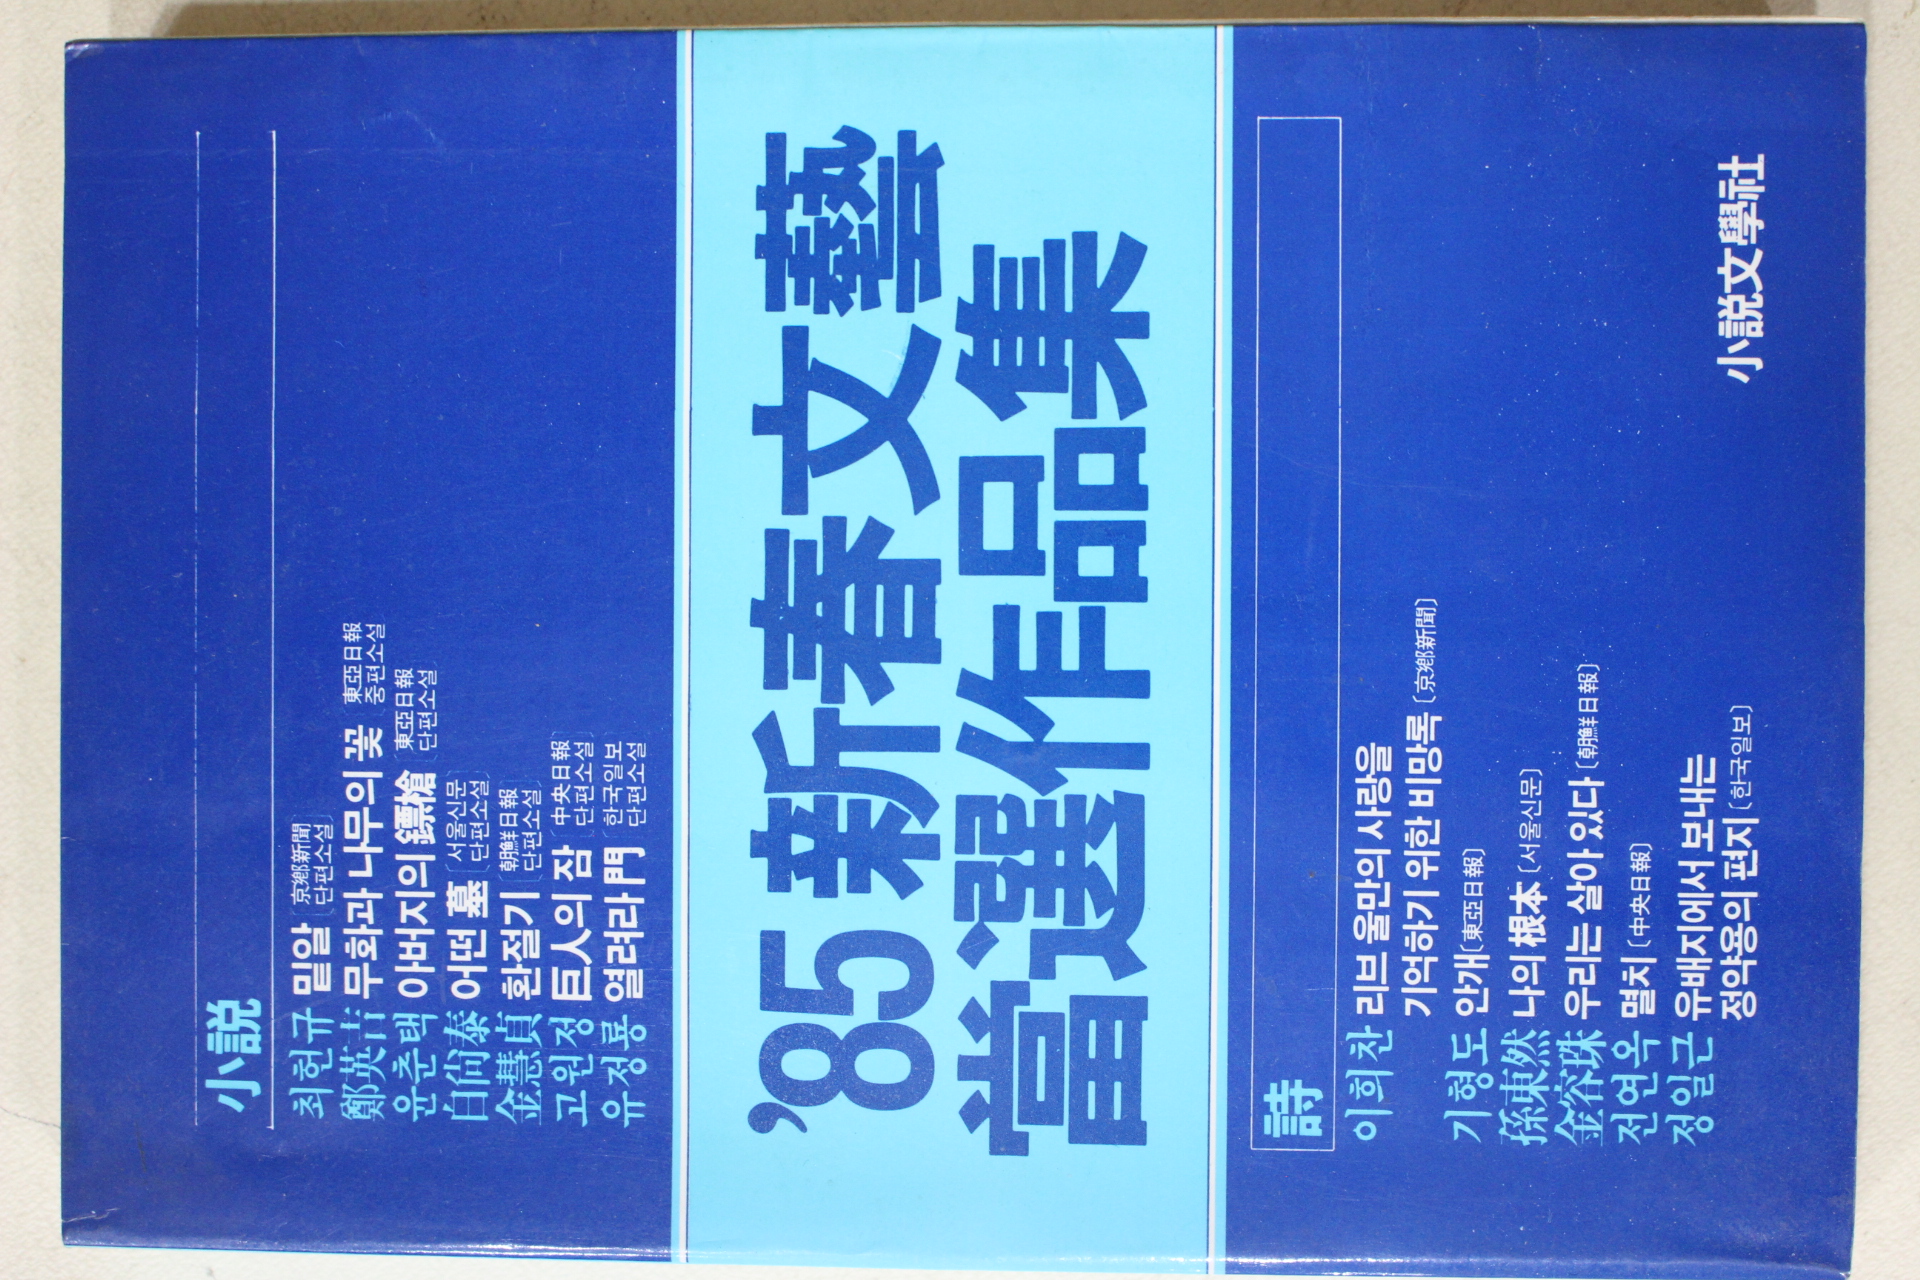 小說
최헌규 밀알 〔京鄕新聞 단편소설〕
鄭英吉 무화과 나무의 꽃 〔東亞日報 중편소설〕
윤춘택 아버지의 鏢槍 〔東亞日報 단편소설〕
白尙泰 어떤 墓 〔서울신문 단편소설〕
金慧貞 환절기 〔朝鮮日報 단편소설〕
고원정 巨人의 잠 〔中央日報 단편소설〕
유정룡 열려라 門 〔한국일보 단편소설〕
'85 新春文藝
當選作品集
詩
이희찬 리브 울만의 사랑을
기억하기 위한 비망록 〔京鄕新聞〕
기형도 안개 〔東亞日報〕
孫東然 나의 根本 〔서울신문〕
金容珠 우리는 살아 있다 〔朝鮮日報〕
전연옥 멸치 〔中央日報〕
정일근 유배지에서 보내는
정약용의 편지 〔한국일보〕
小說文學社